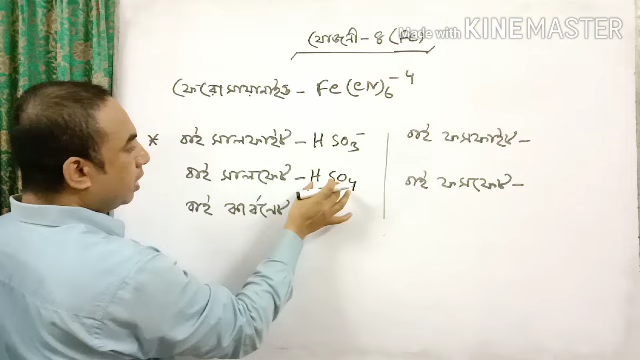 যোজনী - ৪ (Fe)
Made with KINEMASTER
ফেরোসায়ানাইড - Fe(CN)₆⁻⁴
* বাই সালফাইট - HSO₃⁻
বাই সালফেট - HSO₄
বাই কার্বনেট
বাই ফসফাইট -
বাই ফসফেট -